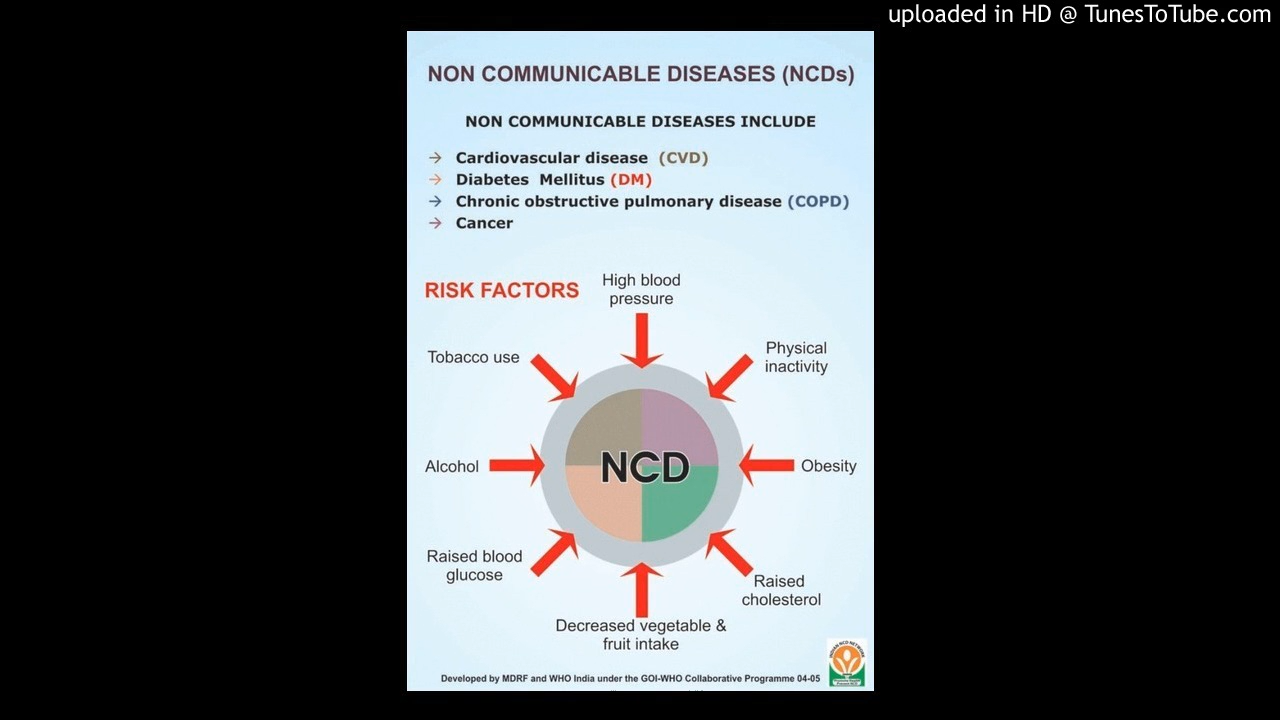 uploaded in HD @ TunesToTube.com
NON COMMUNICABLE DISEASES (NCDs)
NON COMMUNICABLE DISEASES INCLUDE
→ Cardiovascular disease (CVD)
→ Diabetes Mellitus (DM)
→ Chronic obstructive pulmonary disease (COPD)
→ Cancer
RISK FACTORS
High blood
pressure
Tobacco use
Physical
inactivity
Alcohol
NCD
Obesity
Raised blood
glucose
Raised
cholesterol
Decreased vegetable &
fruit intake
INDIAN NCD NETWORK
Developed by MDRF and WHO India under the GOI-WHO Collaborative Programme 04-05